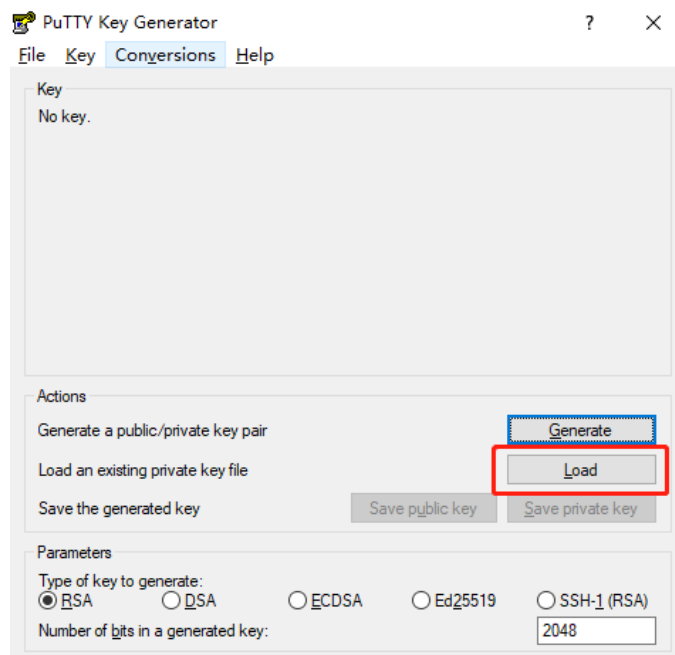 PuTTY Key Generator ?
File Key Conversions Help
Key
No key.
Actions
Generate a public/private key pair Generate
Load an existing private key file Load
Save the generated key Save public key Save private key
Parameters
Type of key to generate:
RSA DSA ECDSA Ed25519 SSH-1 (RSA)
Number of bits in a generated key: 2048